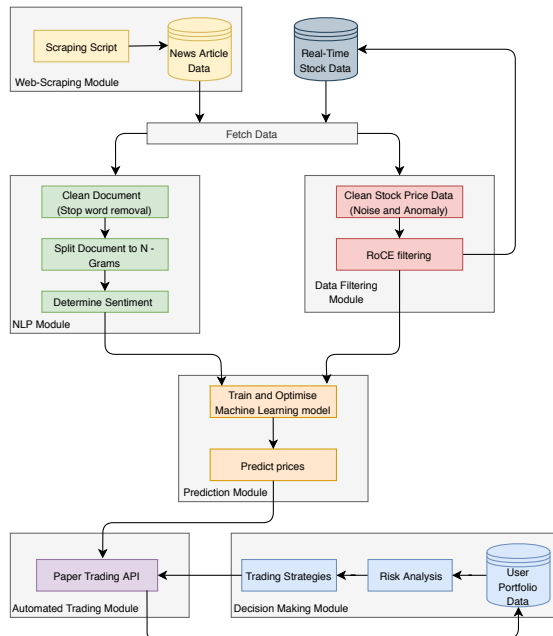 Scraping Script
News Article
Data
Web-Scraping Module
Real-Time
Stock Data
Fetch Data
Clean Document
(Stop word removal)
Split Document to N -
Grams
Determine Sentiment
NLP Module
Clean Stock Price Data
(Noise and Anomaly)
RoCE filtering
Data Filtering
Module
Train and Optimise
Machine Learning model
Predict prices
Prediction Module
Paper Trading API
Automated Trading Module
Trading Strategies
Risk Analysis
User
Portfolio
Data
Decision Making Module